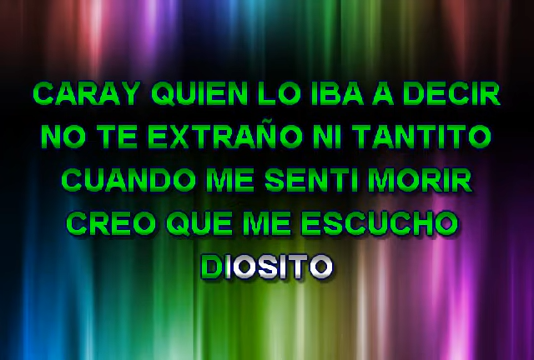 CARAY QUIEN LO IBA A DECIR
NO TE EXTRAÑO NI TANTITO
CUANDO ME SENTI MORIR
CREO QUE ME ESCUCHO
DIOSITO